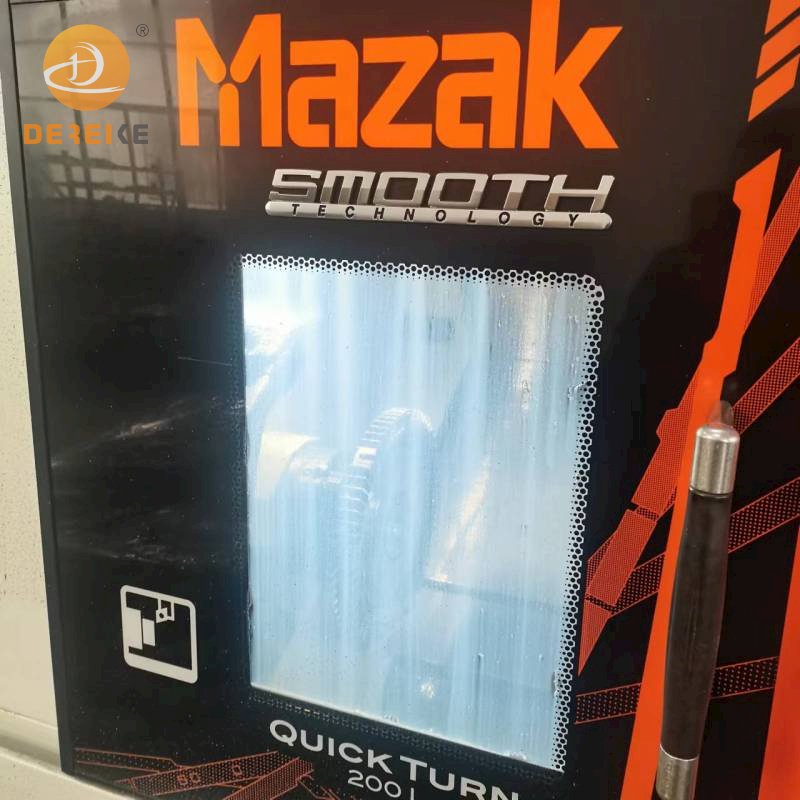 DEREIKE ®
Mazak
SMOOTH
TECHNOLOGY
QUICK TURN
200